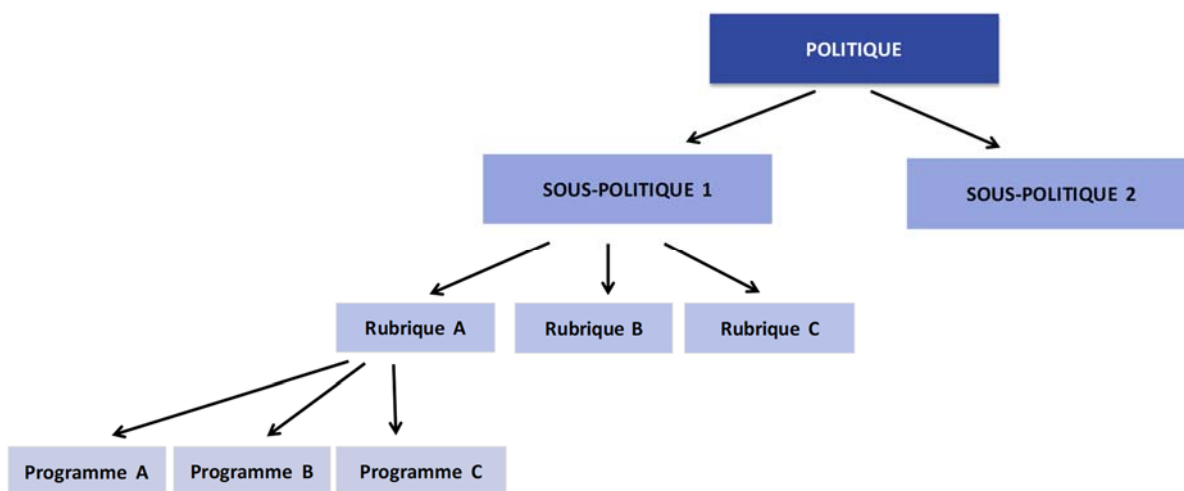 POLITIQUE
SOUS-POLITIQUE 1
SOUS-POLITIQUE 2
Rubrique A
Rubrique B
Rubrique C
Programme A
Programme B
Programme C